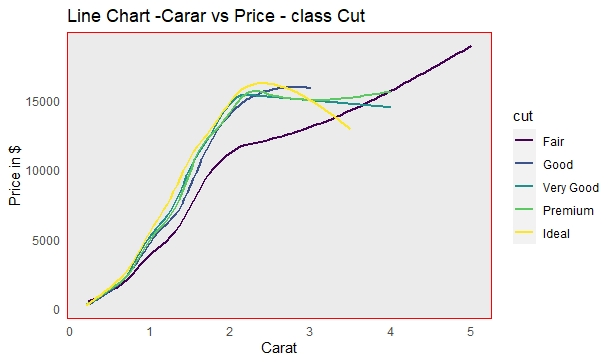 Line Chart -Carar vs Price - class Cut
Price in $
15000
10000
5000
0
0 1 2 3 4 5
Carat
cut
Fair
Good
Very Good
Premium
Ideal